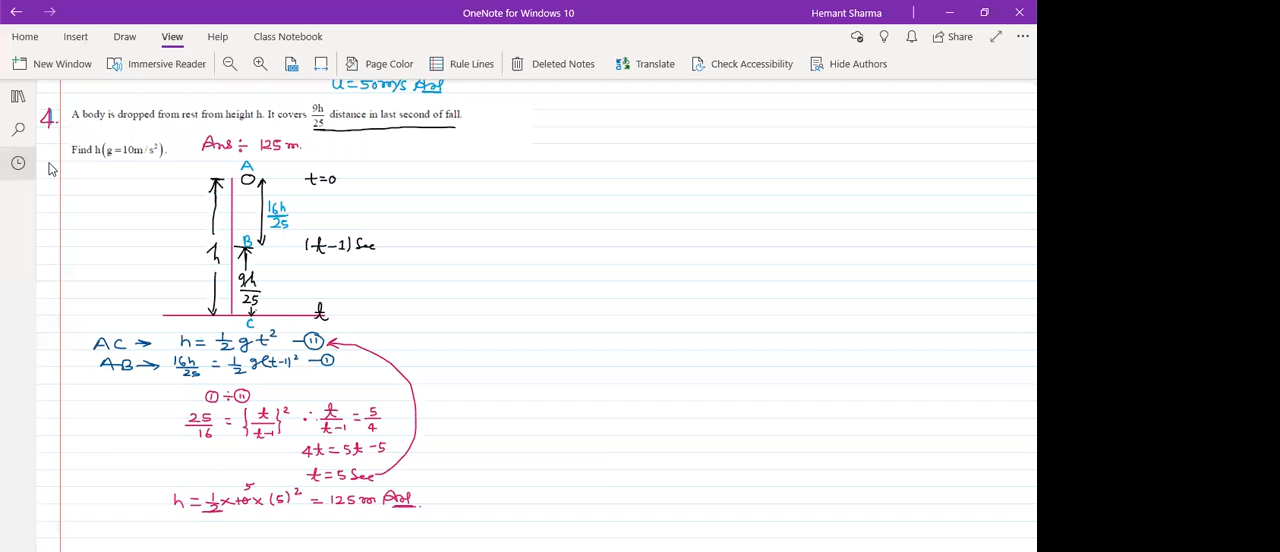 OneNote for Windows 10
Hemant Sharma
Home Insert Draw View Help Class Notebook
Share
New Window Immersive Reader Page Color Rule Lines Deleted Notes Translate Check Accessibility Hide Authors
u=50m/s Ans
4. A body is dropped from rest from height h. It covers 9h/25 distance in last second of fall.
Find h(g=10m/s²).
Ans ÷ 125 m.
A
t=0
16h/25
B
(t-1) Sec
h
9h/25
t
C
AC → h = 1/2 g t² —(ii)
AB → 16h/25 = 1/2 g(t-1)² —(i)
(i) ÷ (ii)
25/16 = {t/t-1}² ∴ t/t-1 = 5/4
4t = 5t -5
t = 5 Sec
5
h = 1/2 x 10 x (5)² = 125 m Ans.